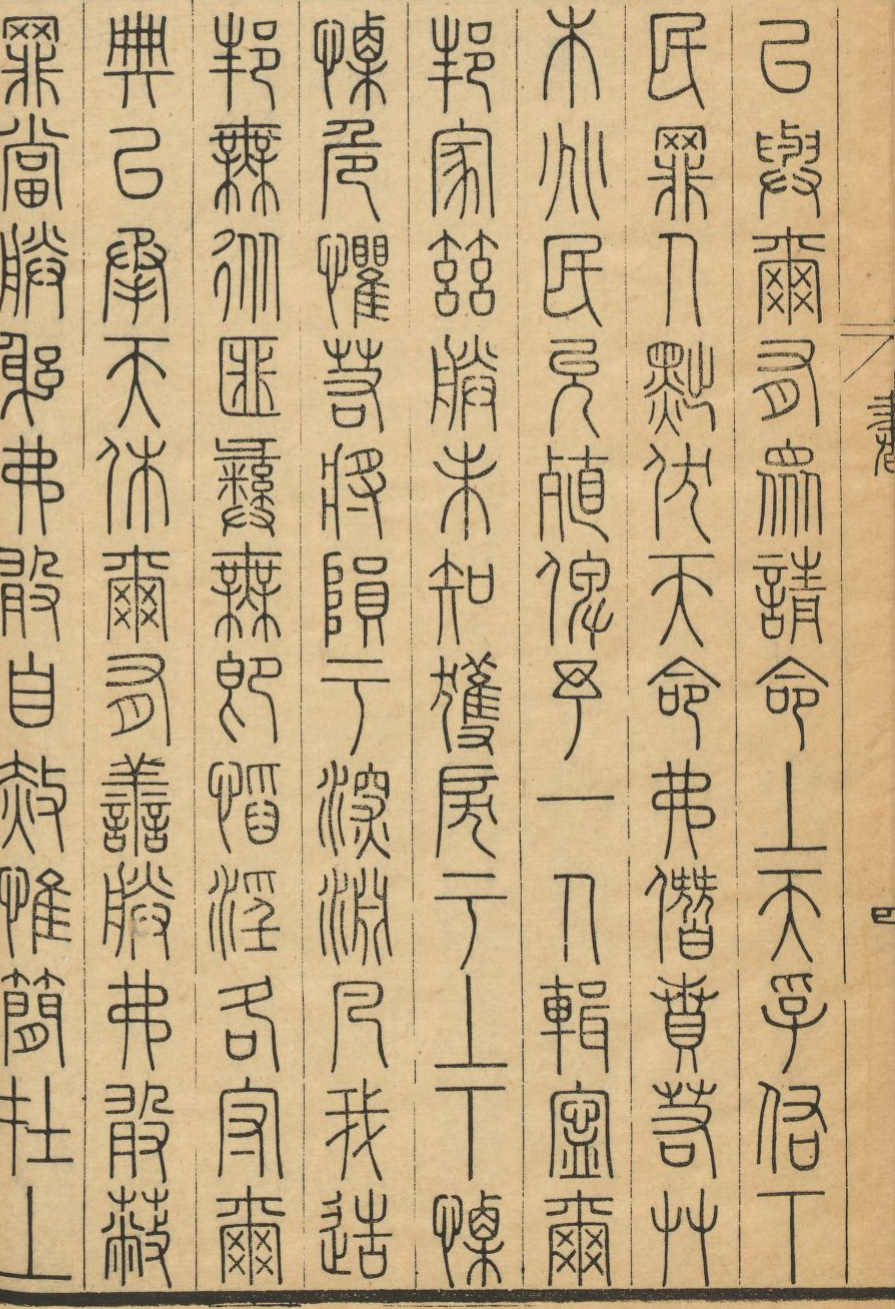 以與爾有眾請命上天孚佑下
民罪人黜伏天命弗僭賁若艸
木兆民允殖俾予一人輯寧爾
邦家茲朕未知獲戾于上下慄
慄危懼若將隕于深淵凡我造
邦無從匪彝無即慆淫各守爾
典以承天休爾有善朕弗敢蔽
罪當朕躬弗敢自赦惟簡在上